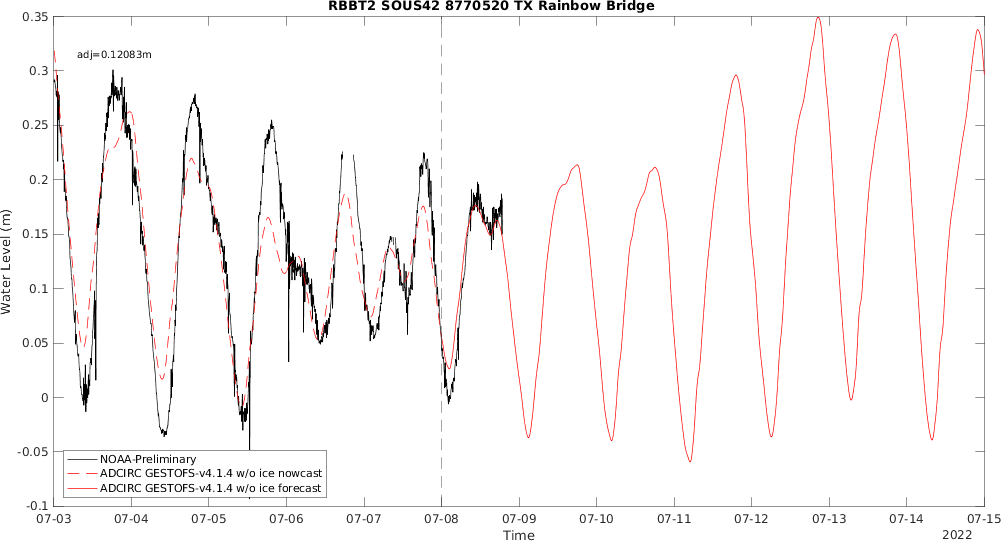 RBBT2 SOUS42 8770520 TX Rainbow Bridge
adj=0.12083m
0.35
0.3
0.25
0.2
0.15
0.1
0.05
0
-0.05
-0.1
Water Level (m)
NOAA-Preliminary
ADCIRC GESTOFS-v4.1.4 w/o ice nowcast
ADCIRC GESTOFS-v4.1.4 w/o ice forecast
07-03 07-04 07-05 07-06 07-07 07-08 07-09 07-10 07-11 07-12 07-13 07-14 07-15
Time
2022